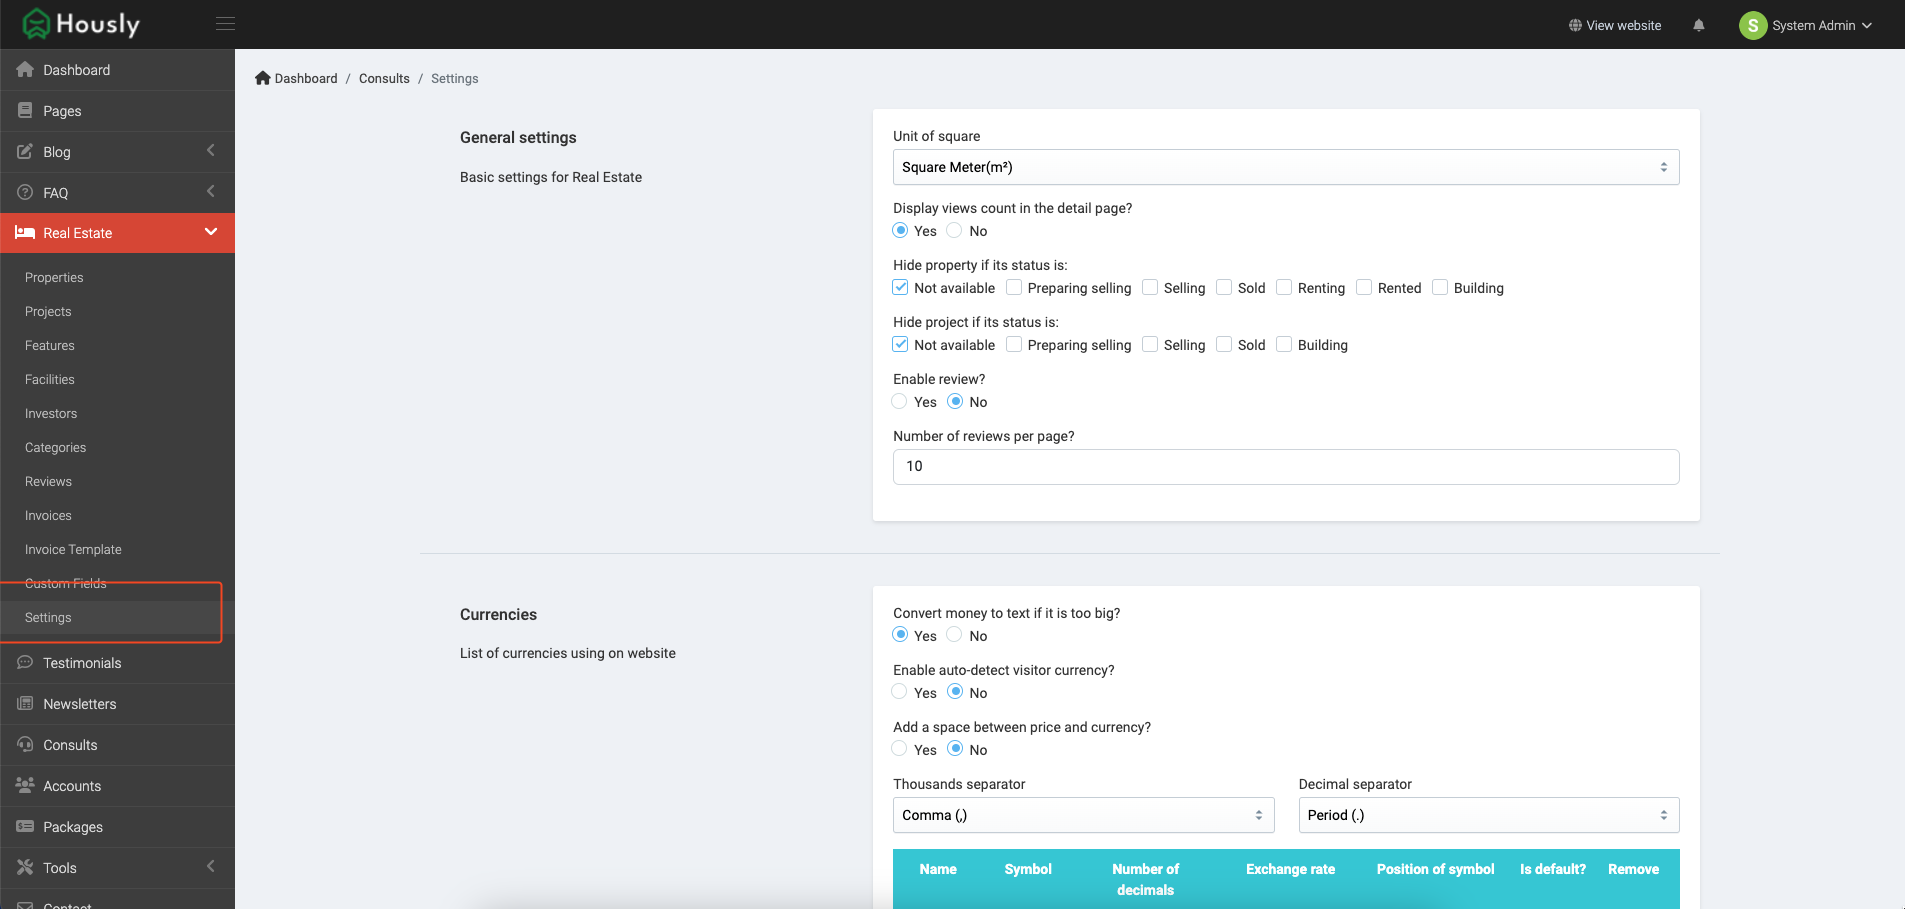 Hously
View website
S
System Admin
Dashboard
Pages
Blog
FAQ
Real Estate
Properties
Projects
Features
Facilities
Investors
Categories
Reviews
Invoices
Invoice Template
Custom Fields
Settings
Testimonials
Newsletters
Consults
Accounts
Packages
Tools
Contact
Dashboard / Consults / Settings
General settings
Basic settings for Real Estate
Unit of square
Square Meter(m²)
Display views count in the detail page?
Yes No
Hide property if its status is:
Not available Preparing selling Selling Sold Renting Rented Building
Hide project if its status is:
Not available Preparing selling Selling Sold Building
Enable review?
Yes No
Number of reviews per page?
10
Currencies
List of currencies using on website
Convert money to text if it is too big?
Yes No
Enable auto-detect visitor currency?
Yes No
Add a space between price and currency?
Yes No
Thousands separator
Comma (,)
Decimal separator
Period (.)
Name Symbol Number of decimals Exchange rate Position of symbol Is default? Remove